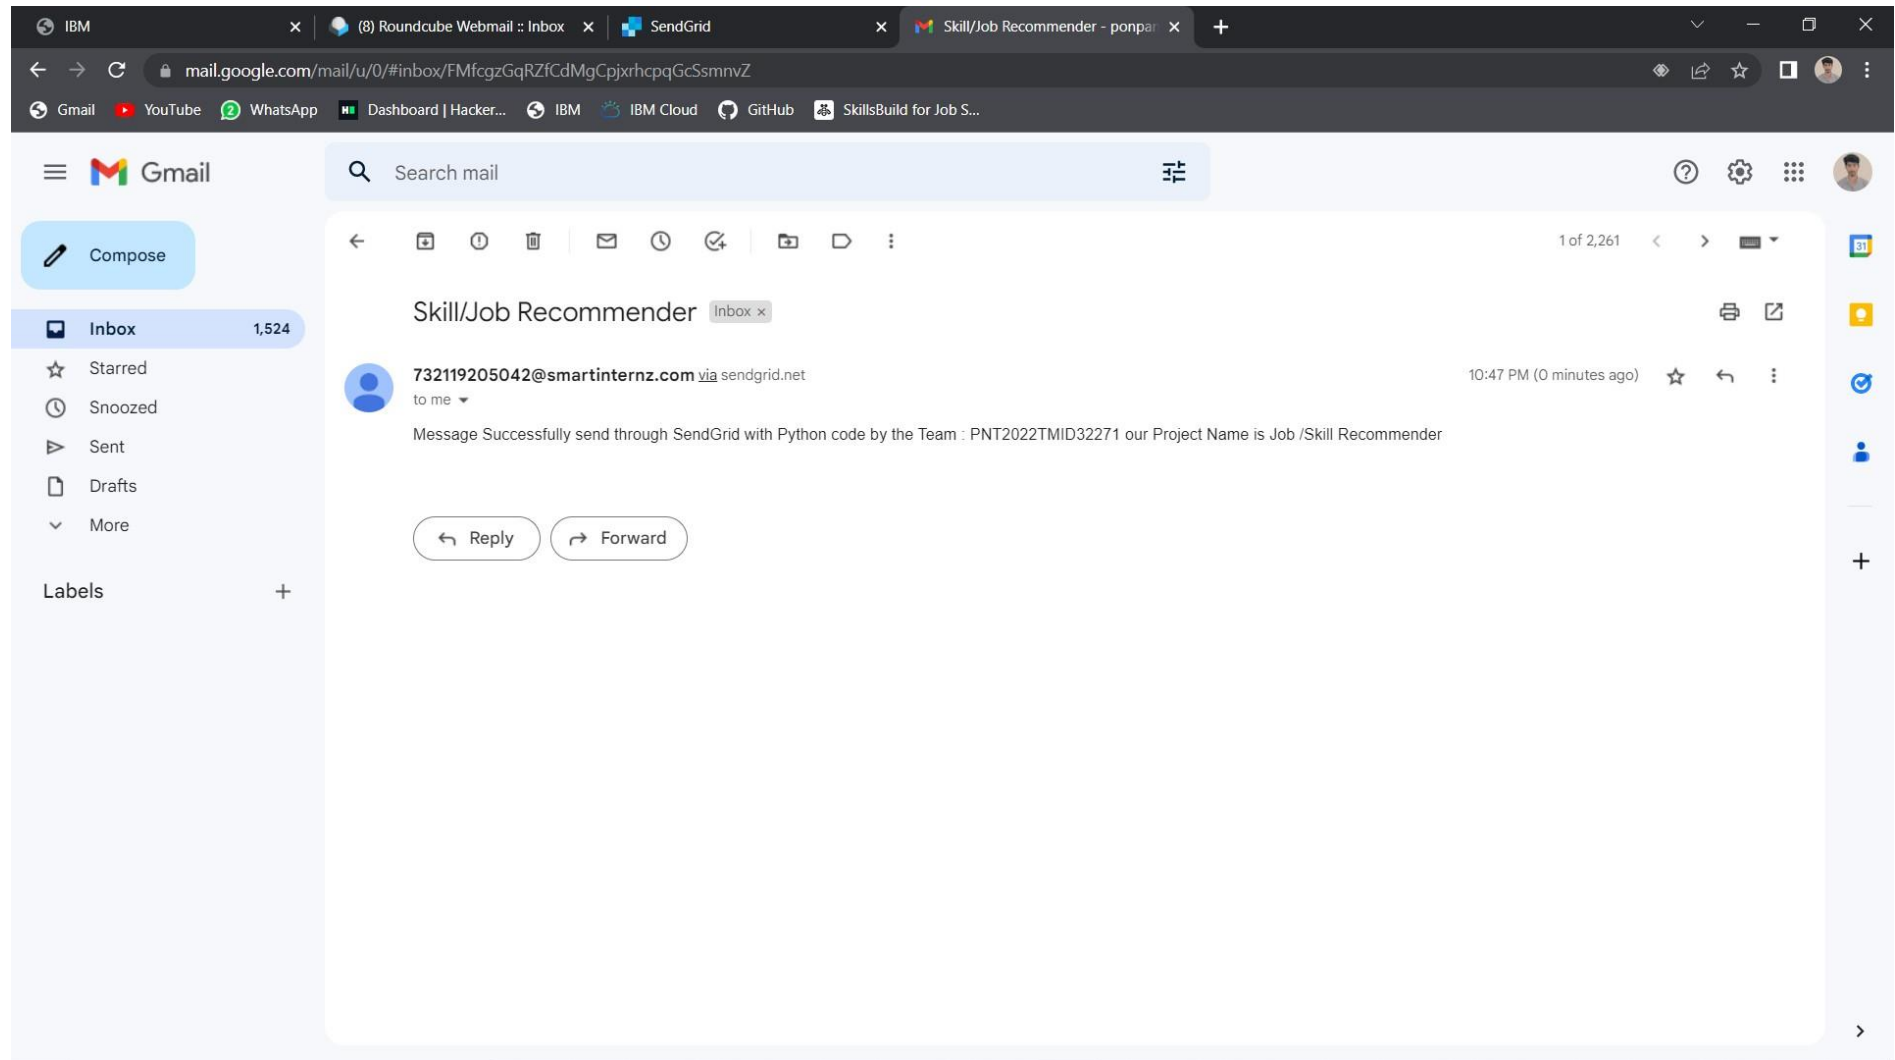 IBM
(8) Roundcube Webmail :: Inbox
SendGrid
Skill/Job Recommender - ponpar
mail.google.com/mail/u/0/#inbox/FMfcgzGqRZfCdMgCpjxrhcpqGcSsmnvZ
Gmail YouTube WhatsApp Dashboard | Hacker... IBM IBM Cloud GitHub SkillsBuild for Job S...
Gmail
Search mail
Compose
1 of 2,261
31
Skill/Job Recommender Inbox ×
Inbox 1,524
Starred
Snoozed
Sent
Drafts
More
Labels
732119205042@smartinternz.com via sendgrid.net
10:47 PM (0 minutes ago)
to me
Message Successfully send through SendGrid with Python code by the Team : PNT2022TMID32271 our Project Name is Job /Skill Recommender
Reply
Forward